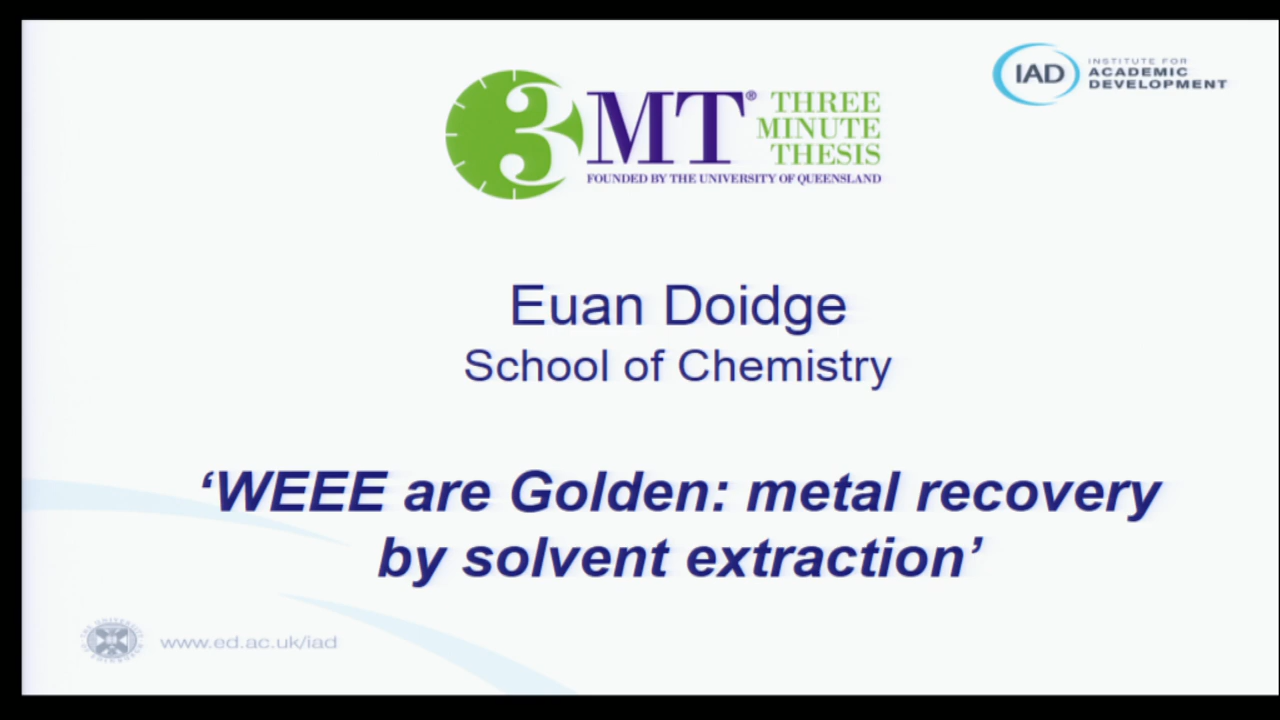 3MT® THREE MINUTE THESIS
FOUNDED BY THE UNIVERSITY OF QUEENSLAND
IAD INSTITUTE FOR ACADEMIC DEVELOPMENT
Euan Doidge
School of Chemistry
‘WEEE are Golden: metal recovery
by solvent extraction’
www.ed.ac.uk/iad